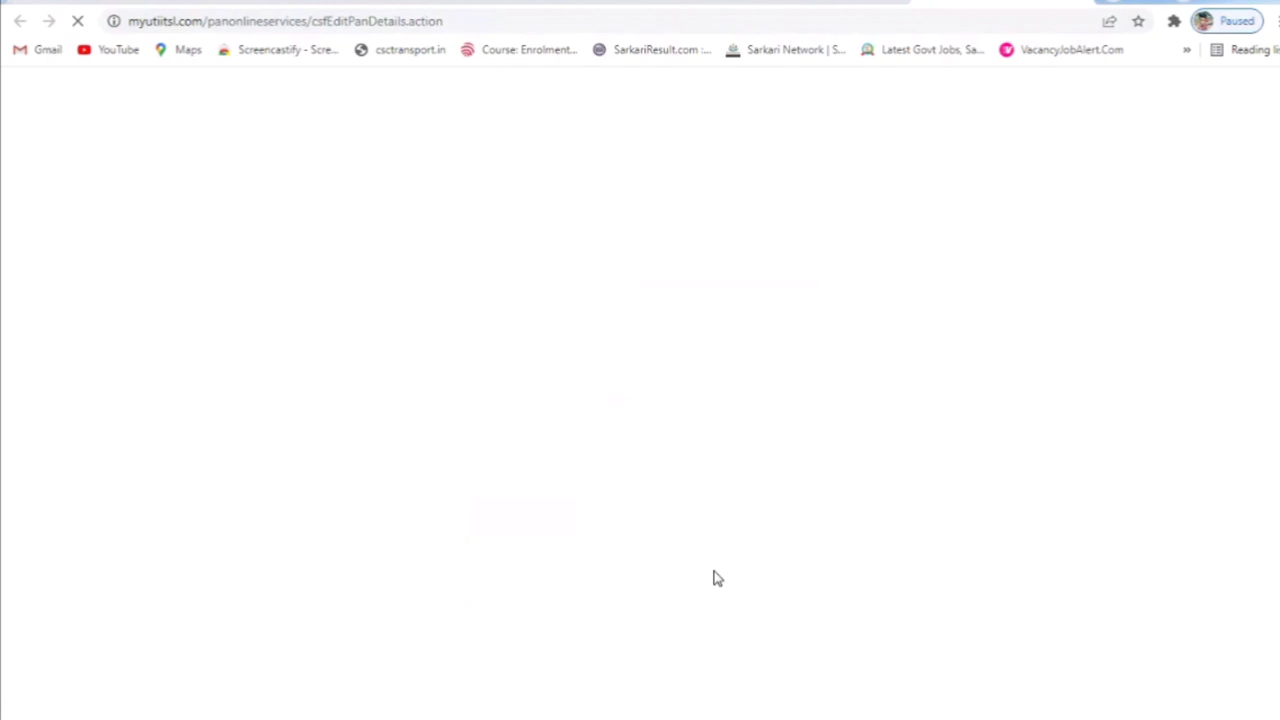 myutiitsl.com/panonlineservices/csfEditPanDetails.action Paused
Gmail YouTube Maps Screencastify - Scre... csctransport.in Course: Enrolment... SarkariResult.com :... Sarkari Network | S... Latest Govt Jobs, Sa... VacancyJobAlert.Com » Reading lis